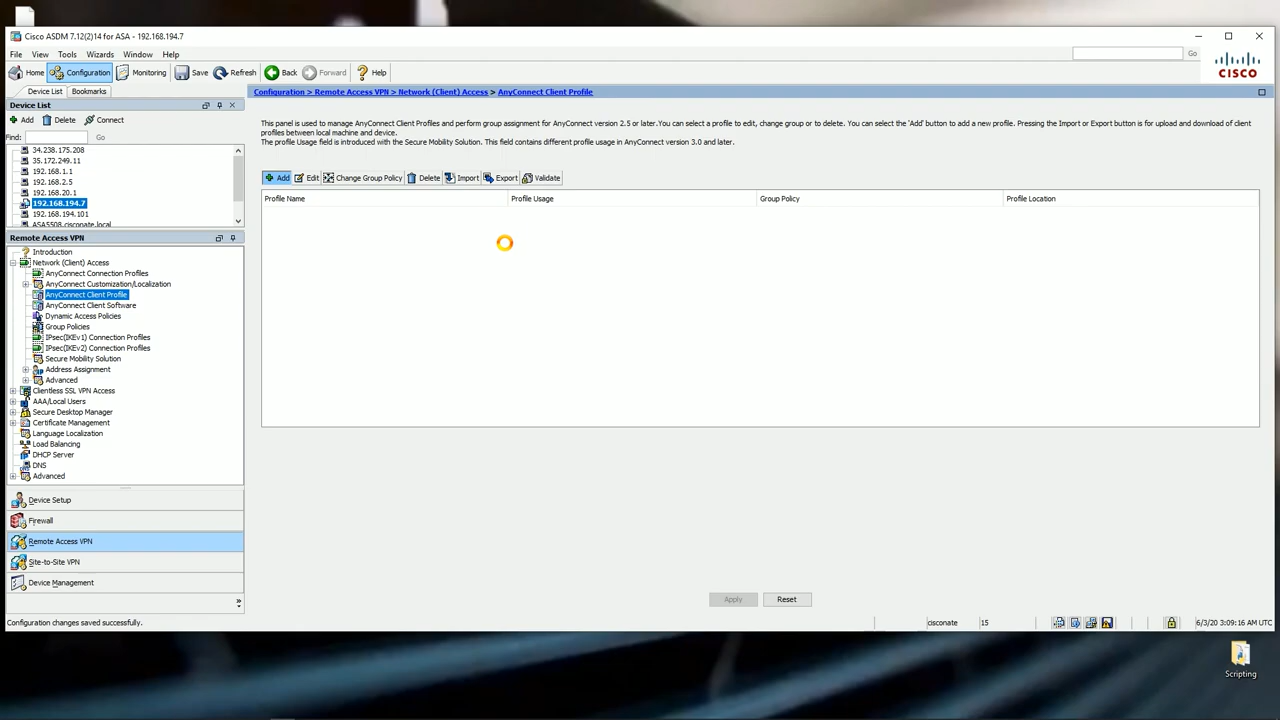 Cisco ASDM 7.12(2)14 for ASA - 192.168.194.7
File View Tools Wizards Window Help
Go
Home Configuration Monitoring Save Refresh Back Forward Help
CISCO
Device List Bookmarks
Device List
Add Delete Connect
Find: Go
34.238.175.208
35.172.249.11
192.168.1.1
192.168.2.5
192.168.20.1
192.168.194.7
192.168.194.101
ASA5508.cisconate.local
Remote Access VPN
Introduction
Network (Client) Access
AnyConnect Connection Profiles
AnyConnect Customization/Localization
AnyConnect Client Profile
AnyConnect Client Software
Dynamic Access Policies
Group Policies
IPsec(IKEv1) Connection Profiles
IPsec(IKEv2) Connection Profiles
Secure Mobility Solution
Address Assignment
Advanced
Clientless SSL VPN Access
AAA/Local Users
Secure Desktop Manager
Certificate Management
Language Localization
Load Balancing
DHCP Server
DNS
Advanced
Device Setup
Firewall
Remote Access VPN
Site-to-Site VPN
Device Management
»
Configuration > Remote Access VPN > Network (Client) Access > AnyConnect Client Profile
This panel is used to manage AnyConnect Client Profiles and perform group assignment for AnyConnect version 2.5 or later.You can select a profile to edit, change group or to delete. You can select the 'Add' button to add a new profile. Pressing the Import or Export button is for upload and download of client
profiles between local machine and device.
The profile Usage field is introduced with the Secure Mobility Solution. This field contains different profile usage in AnyConnect version 3.0 and later.
Add Edit Change Group Policy Delete Import Export Validate
Profile Name Profile Usage Group Policy Profile Location
Apply Reset
Configuration changes saved successfully. cisconate 15 6/3/20 3:09:16 AM UTC
Scripting